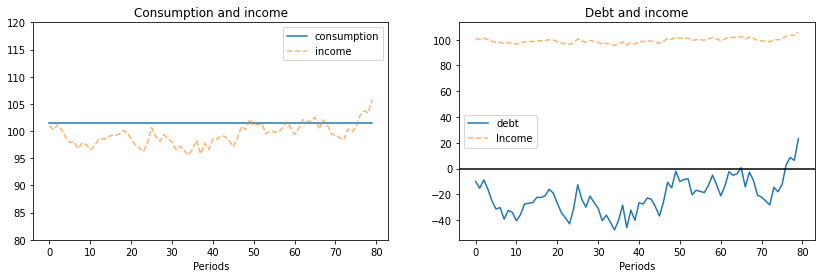 Consumption and income
120
115
110
105
100
95
90
85
80
consumption
income
0 10 20 30 40 50 60 70 80
Periods
Debt and income
100
80
60
40
20
0
−20
−40
debt
Income
0 10 20 30 40 50 60 70 80
Periods